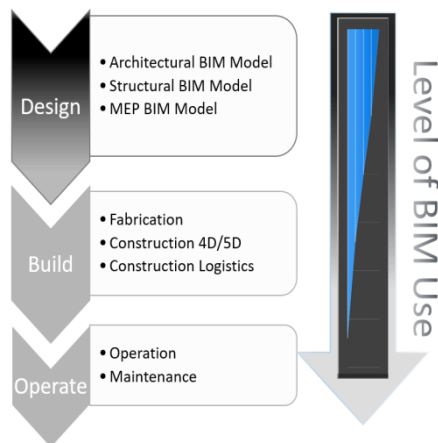 Design
• Architectural BIM Model
• Structural BIM Model
• MEP BIM Model
Build
• Fabrication
• Construction 4D/5D
• Construction Logistics
Operate
• Operation
• Maintenance
Level of BIM Use